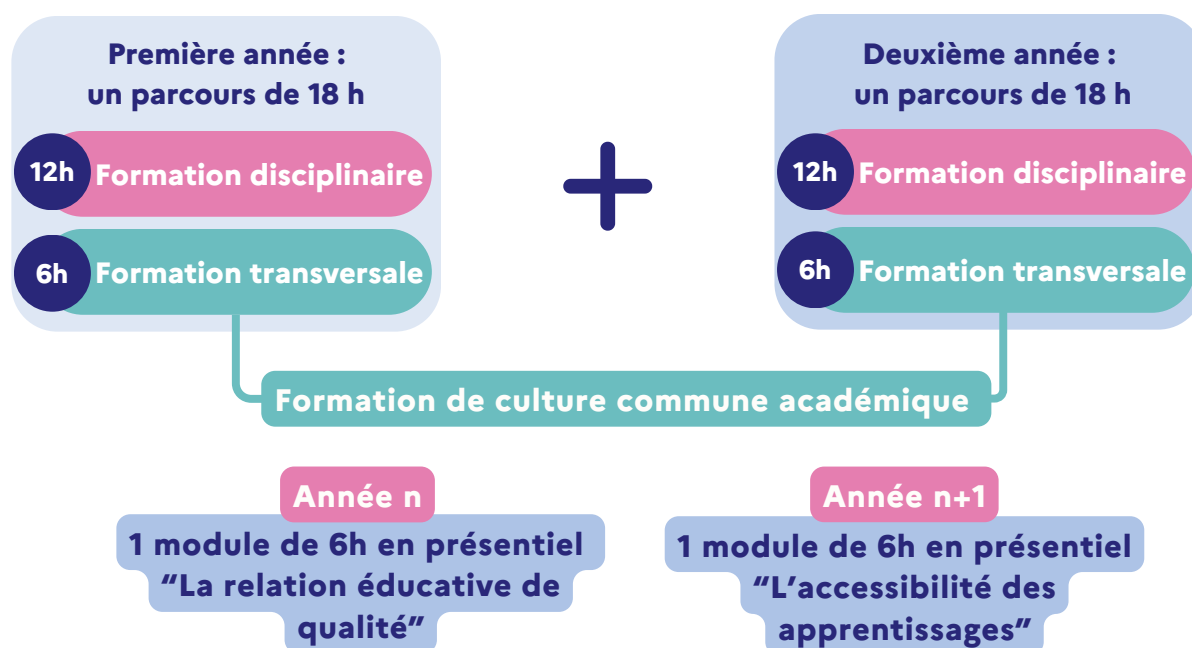 Première année :
un parcours de 18 h
12h Formation disciplinaire
6h Formation transversale
+
Deuxième année :
un parcours de 18 h
12h Formation disciplinaire
6h Formation transversale
Formation de culture commune académique
Année n
1 module de 6h en présentiel
“La relation éducative de
qualité”
Année n+1
1 module de 6h en présentiel
“L’accessibilité des
apprentissages”